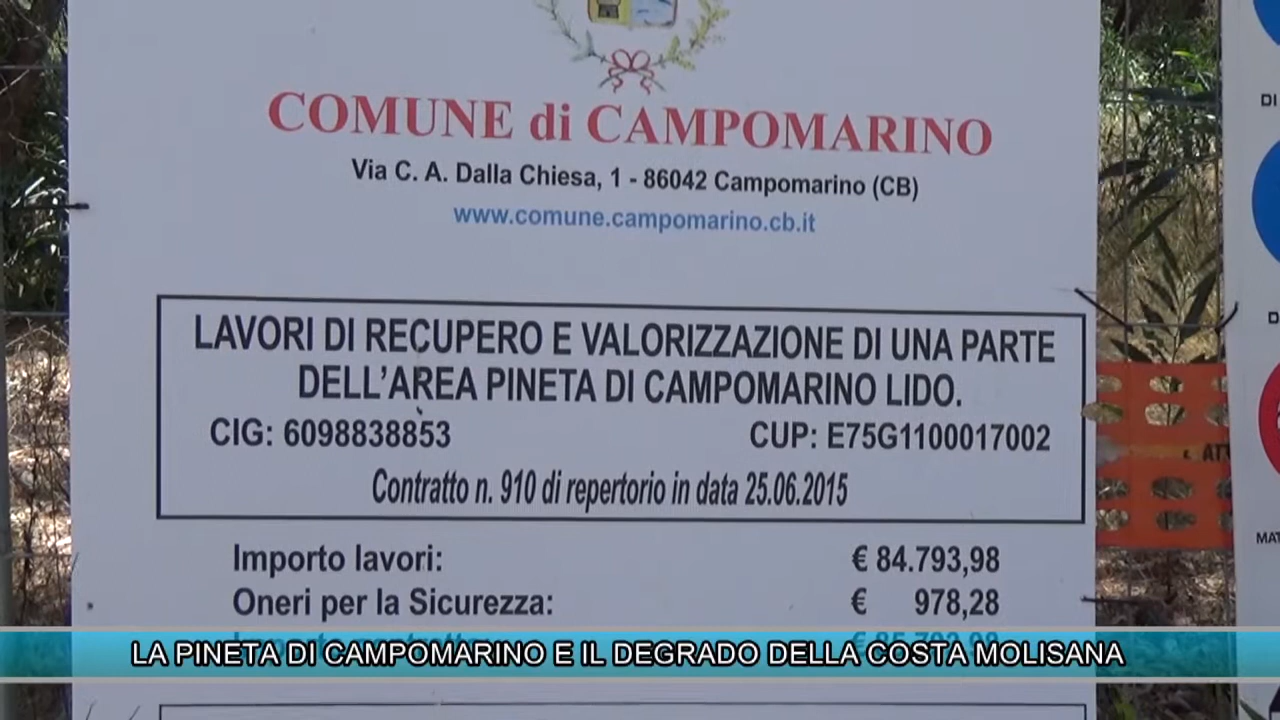 COMUNE di CAMPOMARINO
Via C. A. Dalla Chiesa, 1 - 86042 Campomarino (CB)
www.comune.campomarino.cb.it
LAVORI DI RECUPERO E VALORIZZAZIONE DI UNA PARTE
DELL'AREA PINETA DI CAMPOMARINO LIDO.
CIG: 6098838853 CUP: E75G1100017002
Contratto n. 910 di repertorio in data 25.06.2015
Importo lavori: € 84.793,98
Oneri per la Sicurezza: € 978,28
LA PINETA DI CAMPOMARINO E IL DEGRADO DELLA COSTA MOLISANA
DI